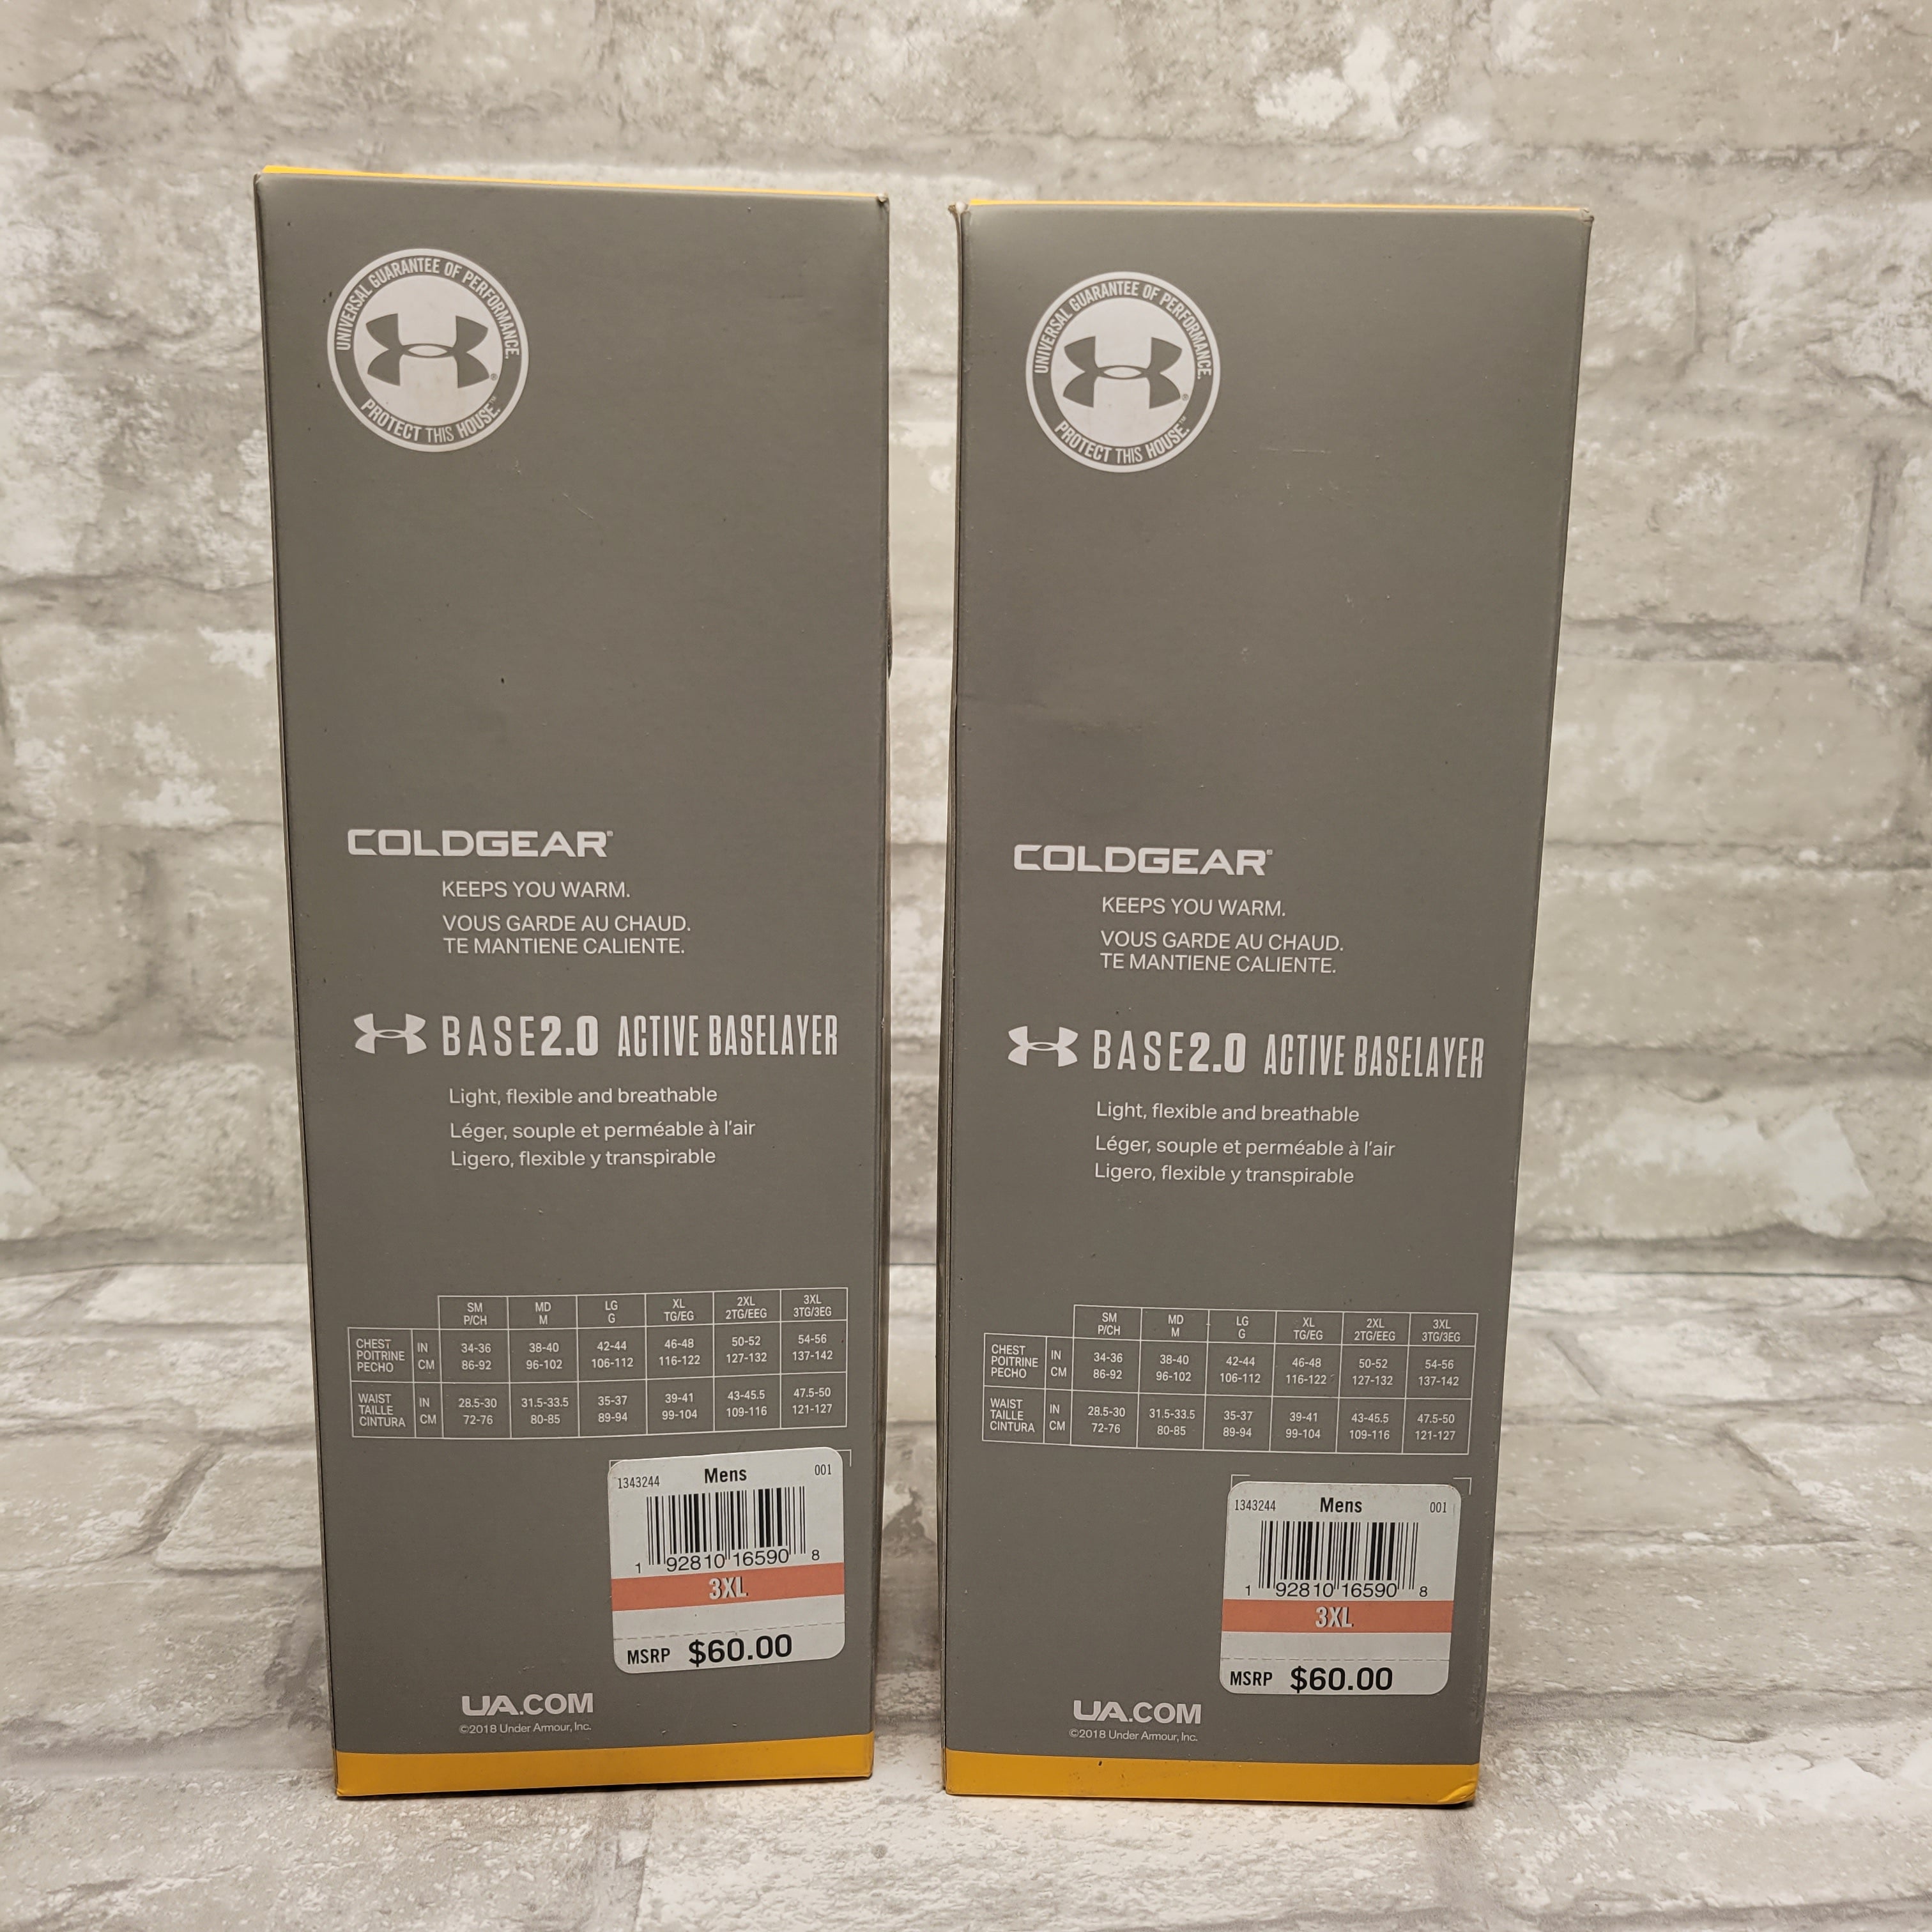 UNIVERSAL GUARANTEE OF PERFORMANCE.
PROTECT THIS HOUSE.™
COLDGEAR®
KEEPS YOU WARM.
VOUS GARDE AU CHAUD.
TE MANTIENE CALIENTE.
BASE2.0 ACTIVE BASELAYER
Light, flexible and breathable
Léger, souple et perméable à l'air
Ligero, flexible y transpirable
SM MD LG XL 2XL 3XL
P/CH M G TG/EG 2TG/EEG 3TG/3EG
CHEST
POITRINE
PECHO
IN 34-36 38-40 42-44 46-48 50-52 54-56
CM 86-92 96-102 106-112 116-122 127-132 137-142
WAIST
TAILLE
CINTURA
IN 28.5-30 31.5-33.5 35-37 39-41 43-45.5 47.5-50
CM 72-76 80-85 89-94 99-104 109-116 121-127
1343244 Mens 001
1 92810 16590 8
3XL
MSRP $60.00
UA.COM
©2018 Under Armour, Inc.
UNIVERSAL GUARANTEE OF PERFORMANCE.
PROTECT THIS HOUSE.™
COLDGEAR®
KEEPS YOU WARM.
VOUS GARDE AU CHAUD.
TE MANTIENE CALIENTE.
BASE2.0 ACTIVE BASELAYER
Light, flexible and breathable
Léger, souple et perméable à l'air
Ligero, flexible y transpirable
SM MD LG XL 2XL 3XL
P/CH M G TG/EG 2TG/EEG 3TG/3EG
CHEST
POITRINE
PECHO
IN 34-36 38-40 42-44 46-48 50-52 54-56
CM 86-92 96-102 106-112 116-122 127-132 137-142
WAIST
TAILLE
CINTURA
IN 28.5-30 31.5-33.5 35-37 39-41 43-45.5 47.5-50
CM 72-76 80-85 89-94 99-104 109-116 121-127
1343244 Mens 001
1 92810 16590 8
3XL
MSRP $60.00
UA.COM
©2018 Under Armour, Inc.